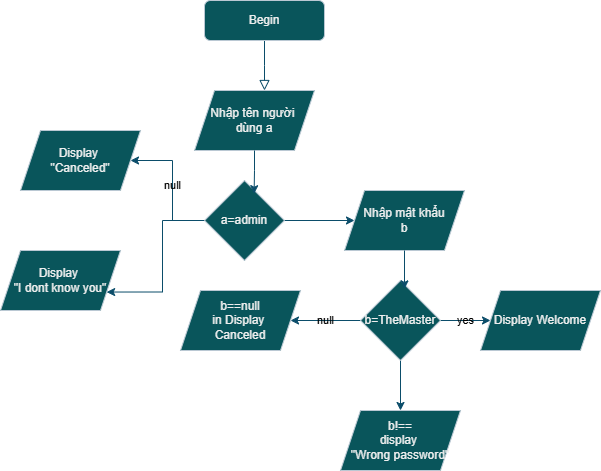 Begin
Nhập tên người
dùng a
Display
"Canceled"
null
a=admin
Nhập mật khẩu
b
Display
"I dont know you"
b==null
in Display
Canceled
null
b=TheMaster
yes
Display Welcome
b!==
display
"Wrong password